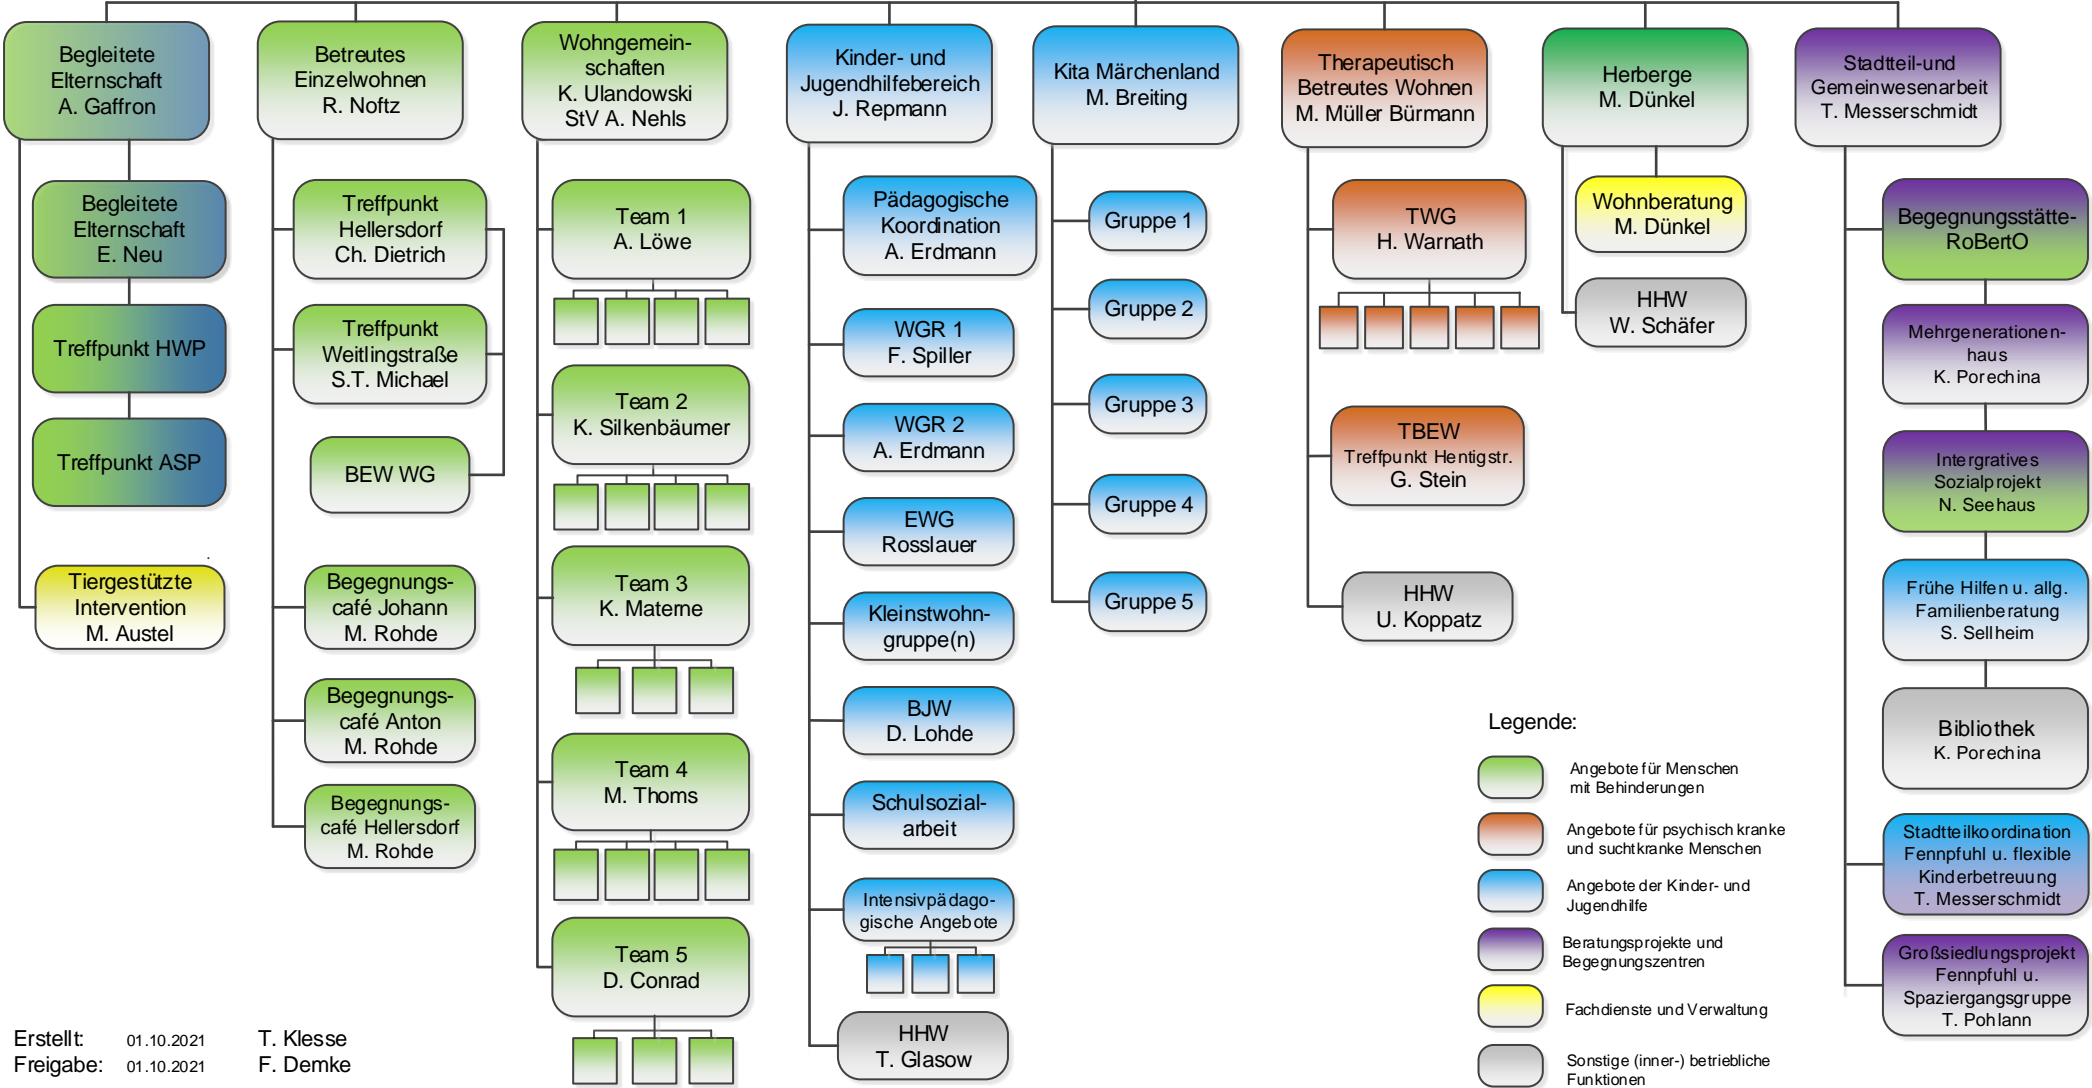 Begleitete
Elternschaft
A. Gaffron
Begleitete
Elternschaft
E. Neu
Treffpunkt HWP
Treffpunkt ASP
Tiergestützte
Intervention
M. Austel
Betreutes
Einzelwohnen
R. Noftz
Treffpunkt
Hellersdorf
Ch. Dietrich
Treffpunkt
Weitlingstraße
S.T. Michael
BEW WG
Begegnungs-
café Johann
M. Rohde
Begegnungs-
café Anton
M. Rohde
Begegnungs-
café Hellersdorf
M. Rohde
Wohngemein-
schaften
K. Ulandowski
StV A. Nehls
Team 1
A. Löwe
Team 2
K. Silkenbäumer
Team 3
K. Materne
Team 4
M. Thoms
Team 5
D. Conrad
Kinder- und
Jugendhilfebereich
J. Repmann
Pädagogische
Koordination
A. Erdmann
WGR 1
F. Spiller
WGR 2
A. Erdmann
EWG
Rosslauer
Kleinstwohn-
gruppe(n)
BJW
D. Lohde
Schulsozial-
arbeit
Intensivpädago-
gische Angebote
HHW
T. Glasow
Kita Märchenland
M. Breiting
Gruppe 1
Gruppe 2
Gruppe 3
Gruppe 4
Gruppe 5
Therapeutisch
Betreutes Wohnen
M. Müller Bürmann
TWG
H. Warnath
TBEW
Treffpunkt Hentigstr.
G. Stein
HHW
U. Koppatz
Herberge
M. Dünkel
Wohnberatung
M. Dünkel
HHW
W. Schäfer
Stadtteil-und
Gemeinwesenarbeit
T. Messerschmidt
Begegnungsstätte-
RoBertO
Mehrgenerationen-
haus
K. Porechina
Intergratives
Sozialprojekt
N. Seehaus
Frühe Hilfen u. allg.
Familienberatung
S. Sellheim
Bibliothek
K. Porechina
Stadtteilkoordination
Fennpfuhl u. flexible
Kinderbetreuung
T. Messerschmidt
Großsiedlungsprojekt
Fennpfuhl u.
Spaziergangsgruppe
T. Pohlann
Legende:
Angebote für Menschen
mit Behinderungen
Angebote für psychisch kranke
und suchtkranke Menschen
Angebote der Kinder- und
Jugendhilfe
Beratungsprojekte und
Begegnungszentren
Fachdienste und Verwaltung
Sonstige (inner-) betriebliche
Funktionen
Erstellt: 01.10.2021 T. Klesse
Freigabe: 01.10.2021 F. Demke